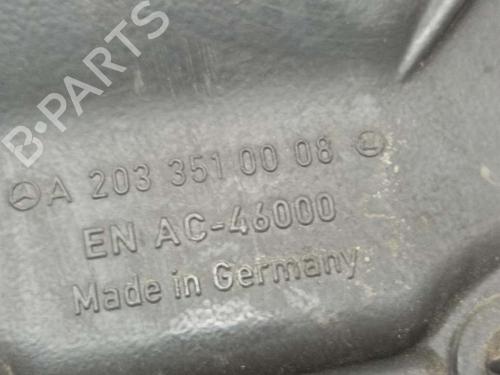 B-PARTS
A 203 351 00 08
EN AC-46000
Made in Germany